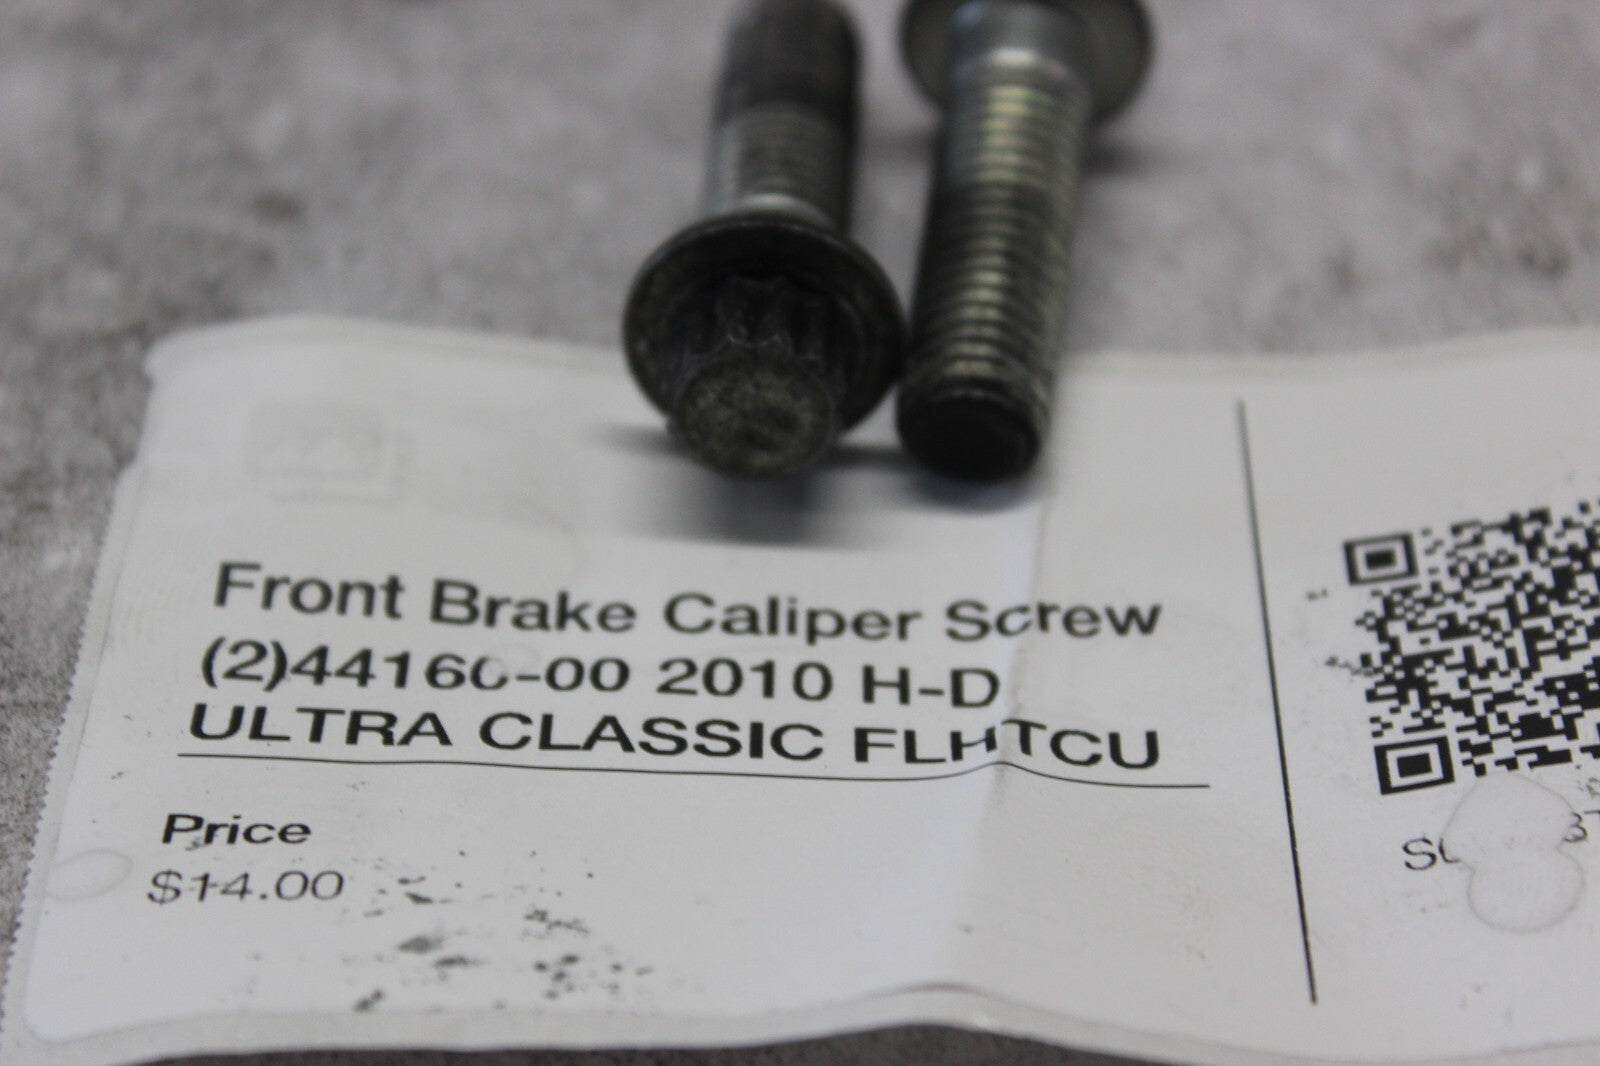 Front Brake Caliper Screw
(2)44160-00 2010 H-D
ULTRA CLASSIC FLHTCU
Price
$14.00